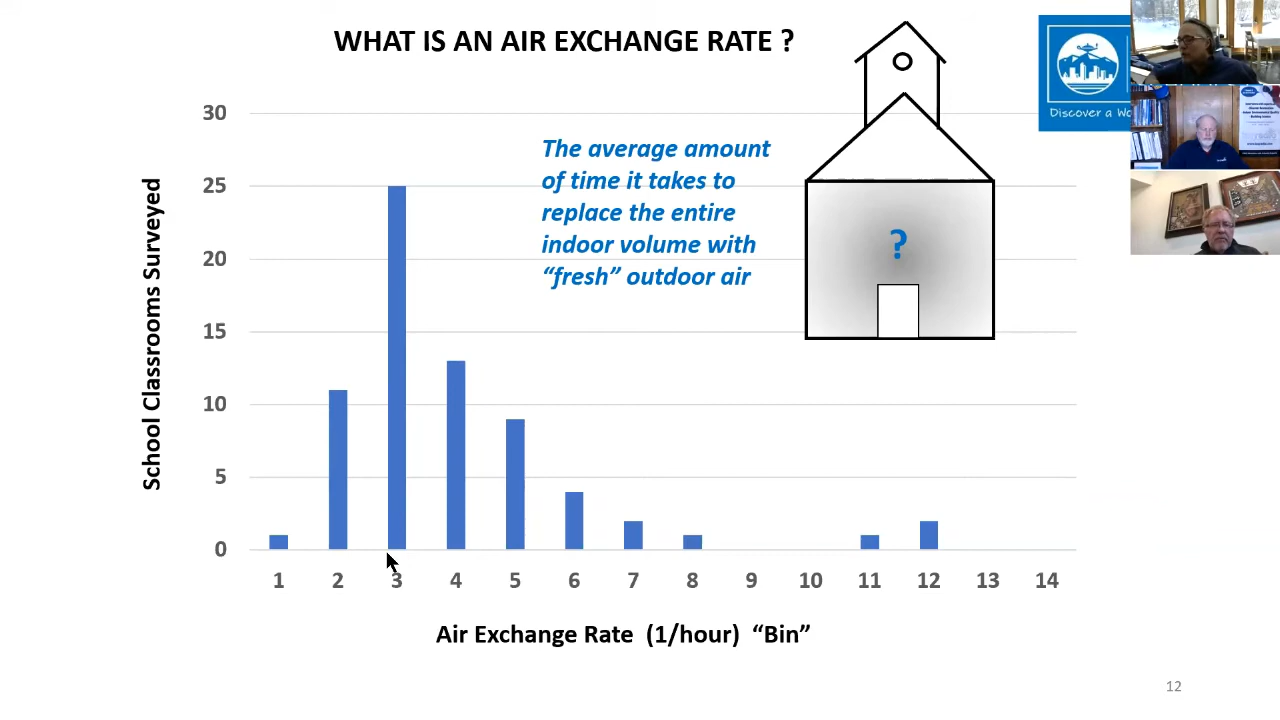 WHAT IS AN AIR EXCHANGE RATE ?
Discover a Wo
30
25
20
15
10
5
0
School Classrooms Surveyed
The average amount
of time it takes to
replace the entire
indoor volume with
“fresh” outdoor air
?
1 2 3 4 5 6 7 8 9 10 11 12 13 14
Air Exchange Rate (1/hour) “Bin”
12